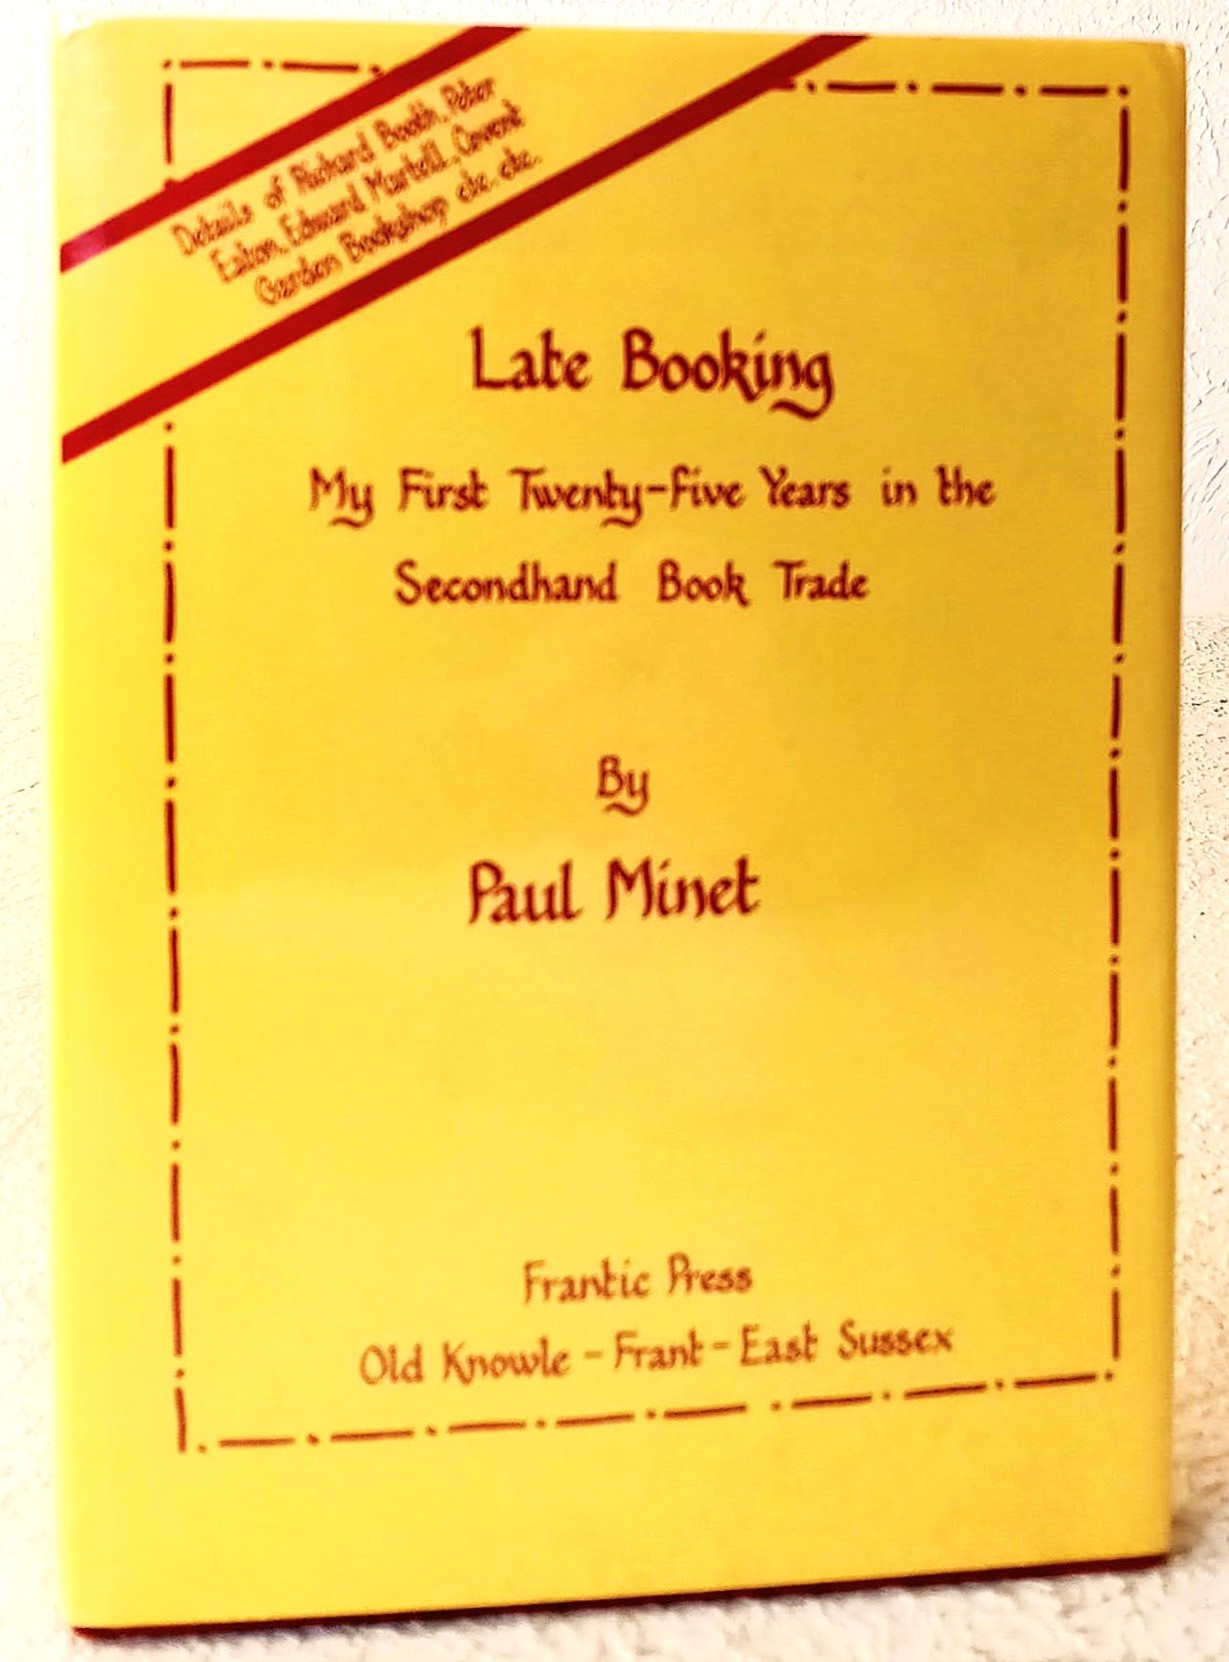 Details of Richard Booth, Peter
Eaton, Edward Martell, Covent
Garden Bookshop etc. etc.
Late Booking
My First Twenty-five Years in the
Secondhand Book Trade
By
Paul Minet
Frantic Press
Old Knowle - Frant - East Sussex